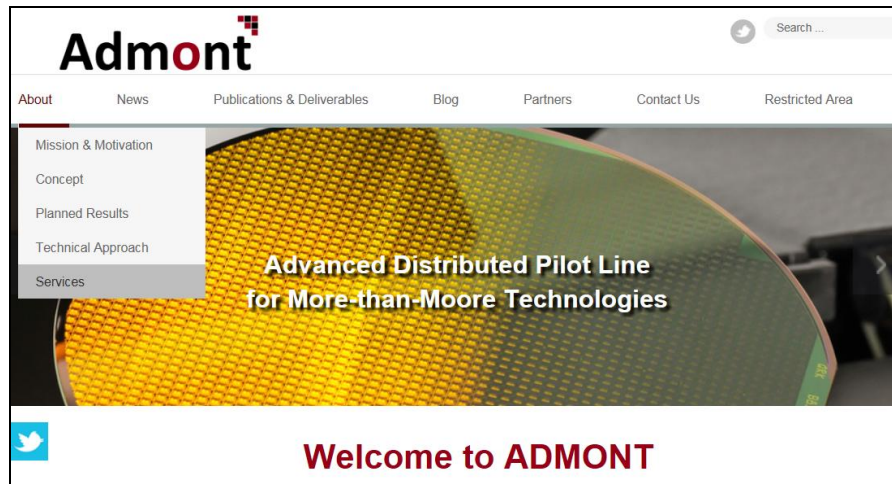 Admont
Search ...
About News Publications & Deliverables Blog Partners Contact Us Restricted Area
Mission & Motivation
Concept
Planned Results
Technical Approach
Services
Advanced Distributed Pilot Line
for More-than-Moore Technologies
Welcome to ADMONT